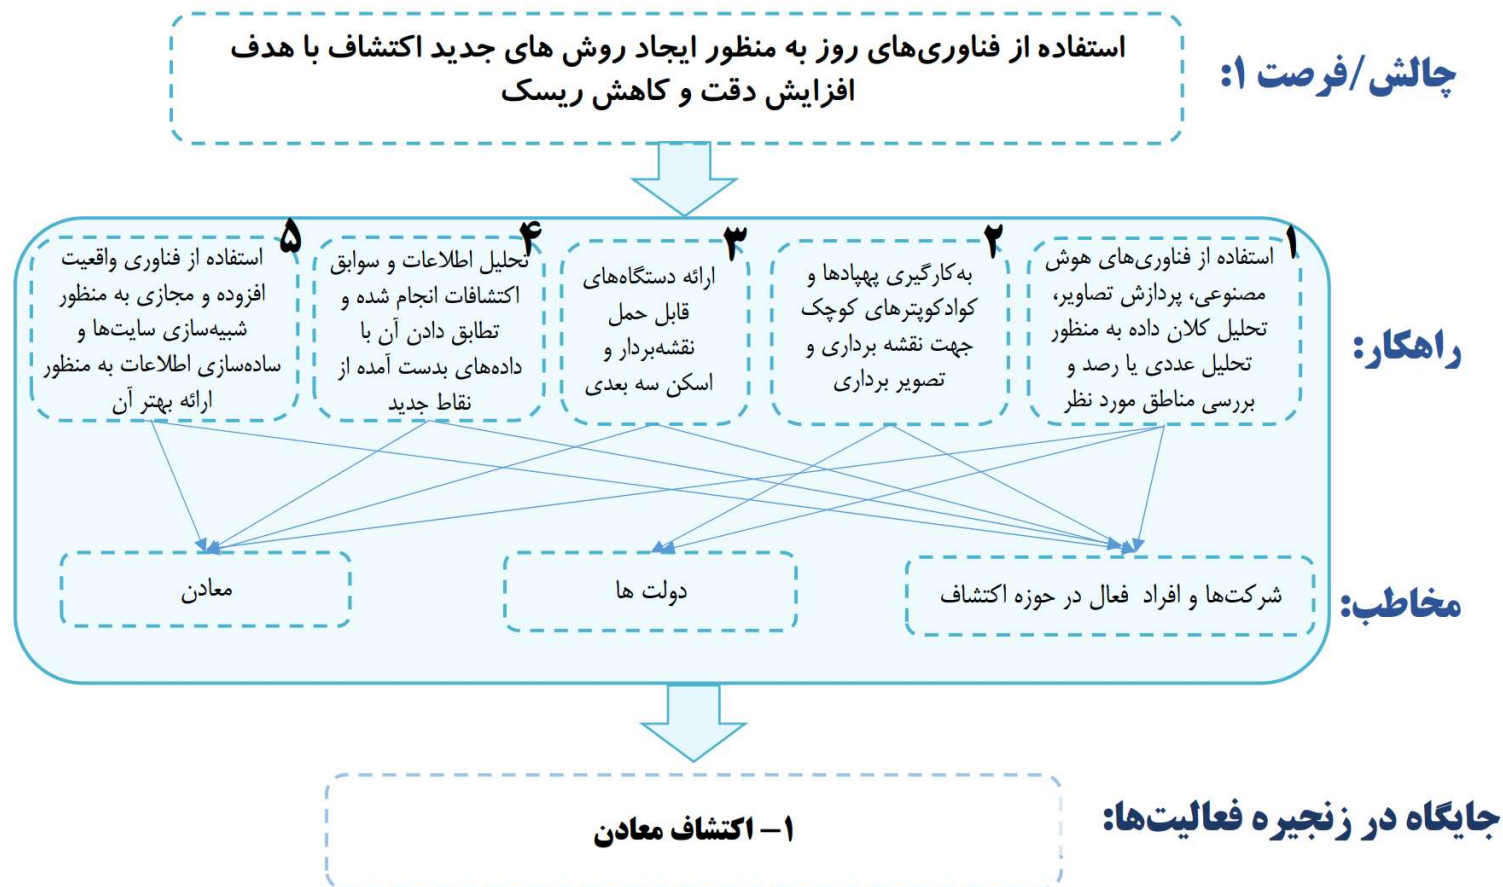 چالش/فرصت ۱:
استفاده از فناوری‌های روز به منظور ایجاد روش های جدید اکتشاف با هدف
افزایش دقت و کاهش ریسک
راهکار:
۱
استفاده از فناوری‌های هوش
مصنوعی، پردازش تصاویر،
تحلیل کلان داده به منظور
تحلیل عددی یا رصد و
بررسی مناطق مورد نظر
۲
به‌کارگیری پهپادها و
کوادکوپترهای کوچک
جهت نقشه برداری و
تصویر برداری
۳
ارائه دستگاه‌های
قابل حمل
نقشه‌بردار و
اسکن سه بعدی
۴
تحلیل اطلاعات و سوابق
اکتشافات انجام شده و
تطابق دادن آن با
داده‌های بدست آمده از
نقاط جدید
۵
استفاده از فناوری واقعیت
افزوده و مجازی به منظور
شبیه‌سازی سایت‌ها و
ساده‌سازی اطلاعات به منظور
ارائه بهتر آن
مخاطب:
شرکت‌ها و افراد فعال در حوزه اکتشاف
دولت ها
معادن
جایگاه در زنجیره فعالیت‌ها:
۱- اکتشاف معادن